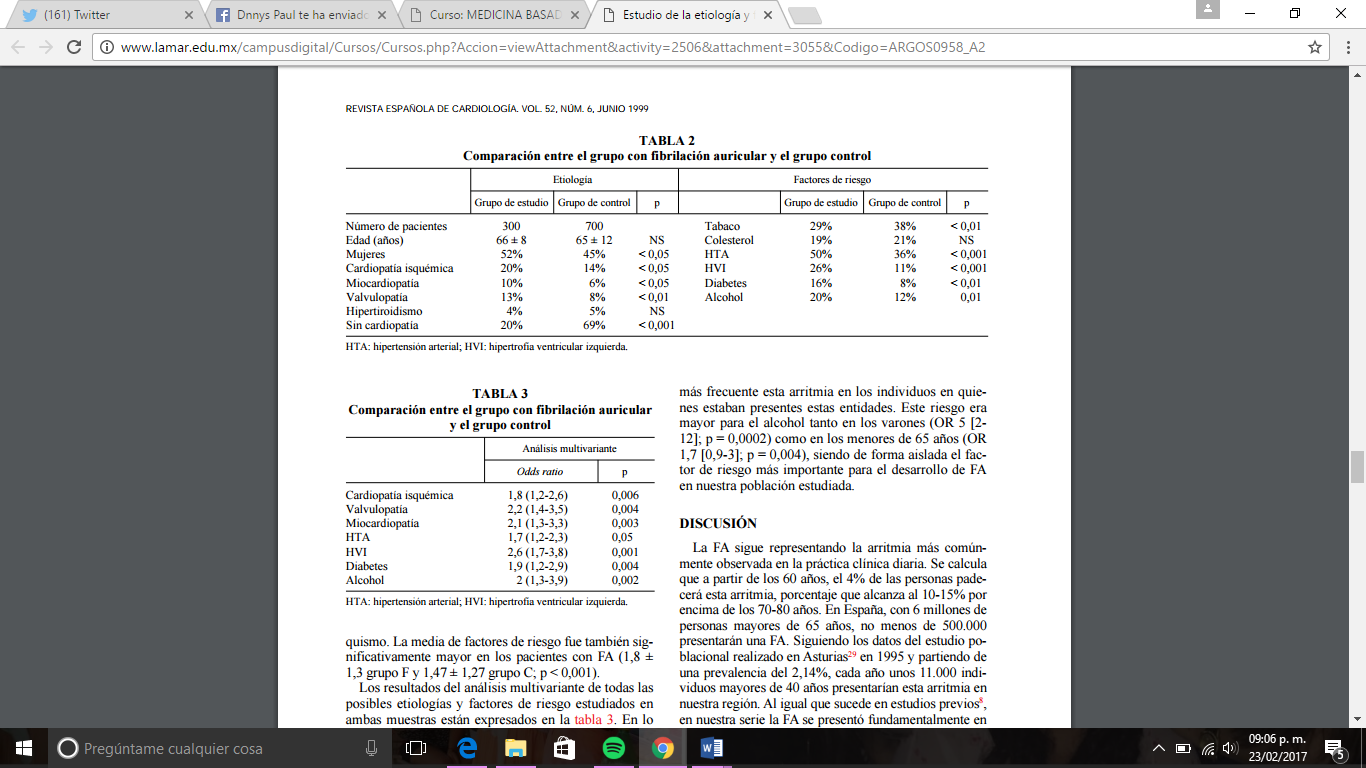 (161) Twitter
Dnnys Paul te ha enviado
Curso: MEDICINA BASAD
Estudio de la etiología y
www.lamar.edu.mx/campusdigital/Cursos/Cursos.php?Accion=viewAttachment&activity=2506&attachment=3055&Codigo=ARGOS0958_A2
REVISTA ESPAÑOLA DE CARDIOLOGÍA. VOL. 52, NÚM. 6, JUNIO 1999
TABLA 2
Comparación entre el grupo con fibrilación auricular y el grupo control
Etiología Factores de riesgo
Grupo de estudio Grupo de control p Grupo de estudio Grupo de control p
Número de pacientes 300 700 Tabaco 29% 38% < 0,01
Edad (años) 66 ± 8 65 ± 12 NS Colesterol 19% 21% NS
Mujeres 52% 45% < 0,05 HTA 50% 36% < 0,001
Cardiopatía isquémica 20% 14% < 0,05 HVI 26% 11% < 0,001
Miocardiopatía 10% 6% < 0,05 Diabetes 16% 8% < 0,01
Valvulopatía 13% 8% < 0,01 Alcohol 20% 12% 0,01
Hipertiroidismo 4% 5% NS
Sin cardiopatía 20% 69% < 0,001
HTA: hipertensión arterial; HVI: hipertrofia ventricular izquierda.
TABLA 3
Comparación entre el grupo con fibrilación auricular
y el grupo control
Análisis multivariante
Odds ratio p
Cardiopatía isquémica 1,8 (1,2-2,6) 0,006
Valvulopatía 2,2 (1,4-3,5) 0,004
Miocardiopatía 2,1 (1,3-3,3) 0,003
HTA 1,7 (1,2-2,3) 0,05
HVI 2,6 (1,7-3,8) 0,001
Diabetes 1,9 (1,2-2,9) 0,004
Alcohol 2 (1,3-3,9) 0,002
HTA: hipertensión arterial; HVI: hipertrofia ventricular izquierda.
quismo. La media de factores de riesgo fue también sig-
nificativamente mayor en los pacientes con FA (1,8 ±
1,3 grupo F y 1,47 ± 1,27 grupo C; p < 0,001).
Los resultados del análisis multivariante de todas las
posibles etiologías y factores de riesgo estudiados en
ambas muestras están expresados en la tabla 3. En lo
más frecuente esta arritmia en los individuos en quie-
nes estaban presentes estas entidades. Este riesgo era
mayor para el alcohol tanto en los varones (OR 5 [2-
12]; p = 0,0002) como en los menores de 65 años (OR
1,7 [0,9-3]; p = 0,004), siendo de forma aislada el fac-
tor de riesgo más importante para el desarrollo de FA
en nuestra población estudiada.
DISCUSIÓN
La FA sigue representando la arritmia más común-
mente observada en la práctica clínica diaria. Se calcula
que a partir de los 60 años, el 4% de las personas pade-
cerá esta arritmia, porcentaje que alcanza al 10-15% por
encima de los 70-80 años. En España, con 6 millones de
personas mayores de 65 años, no menos de 500.000
presentarán una FA. Siguiendo los datos del estudio po-
blacional realizado en Asturias29 en 1995 y partiendo de
una prevalencia del 2,14%, cada año unos 11.000 indi-
viduos mayores de 40 años presentarían esta arritmia en
nuestra región. Al igual que sucede en estudios previos8,
en nuestra serie la FA se presentó fundamentalmente en
Pregúntame cualquier cosa
09:06 p. m.
23/02/2017
5